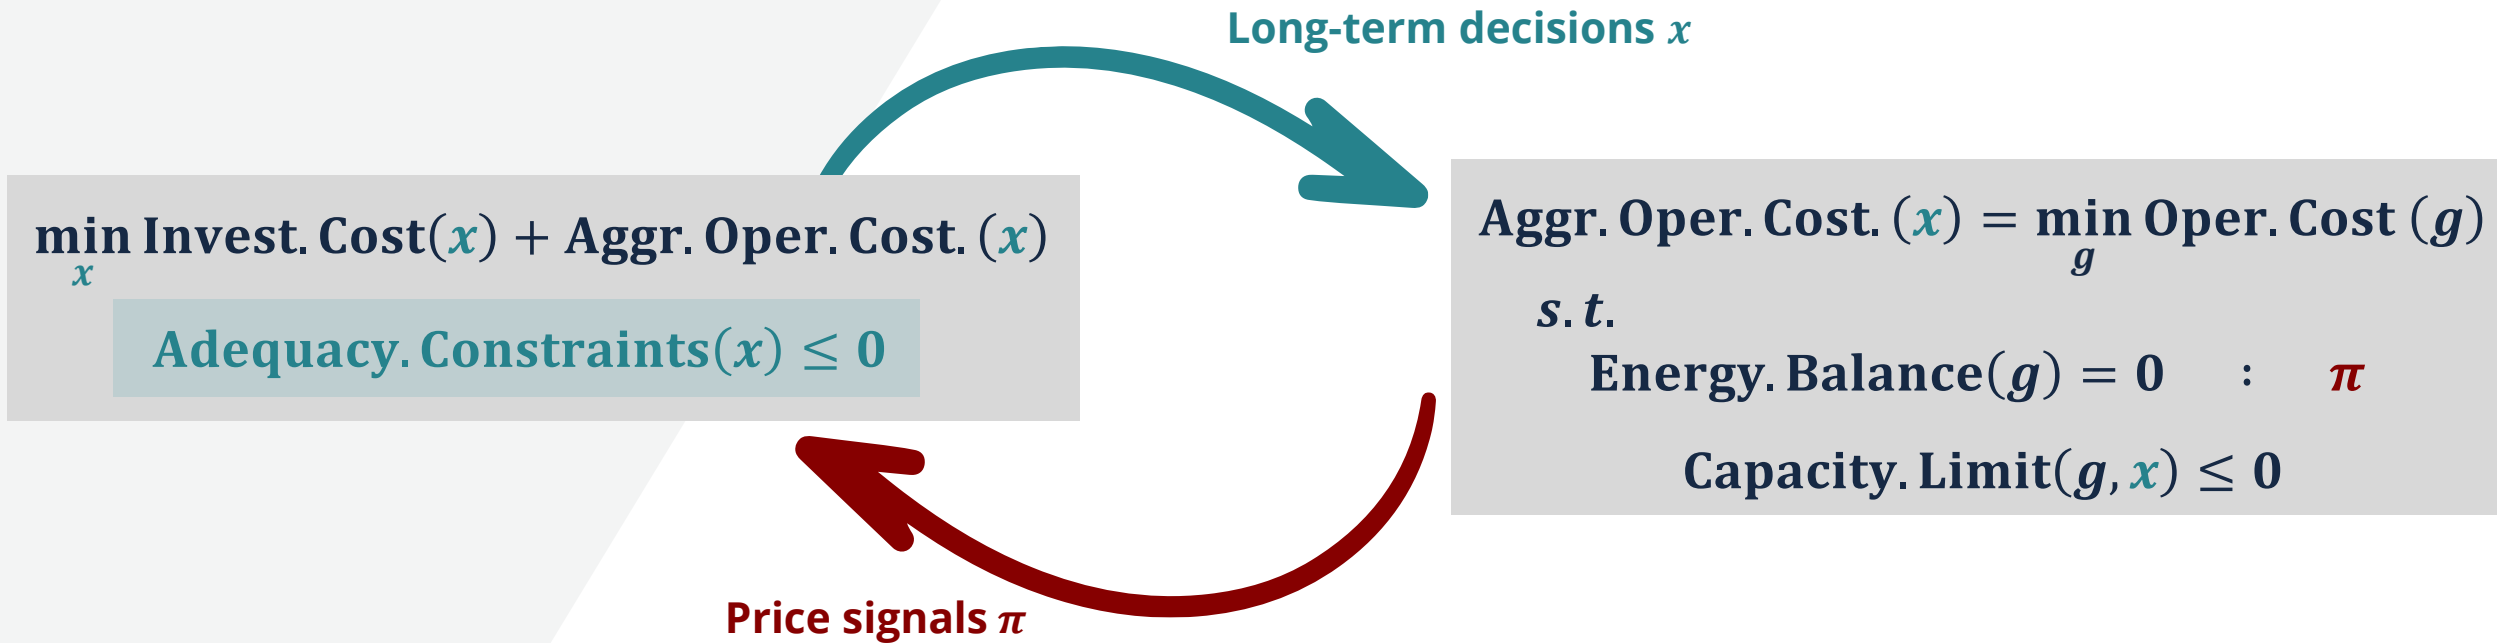 Long-term decisions x
min Invest. Cost(x) + Aggr. Oper. Cost. (x)
x
Adequacy. Constraints(x) ≤ 0
Aggr. Oper. Cost. (x) = min Oper. Cost (g)
g
s. t.
Energy. Balance(g) = 0 : π
Capacity. Limit(g, x) ≤ 0
Price signals π